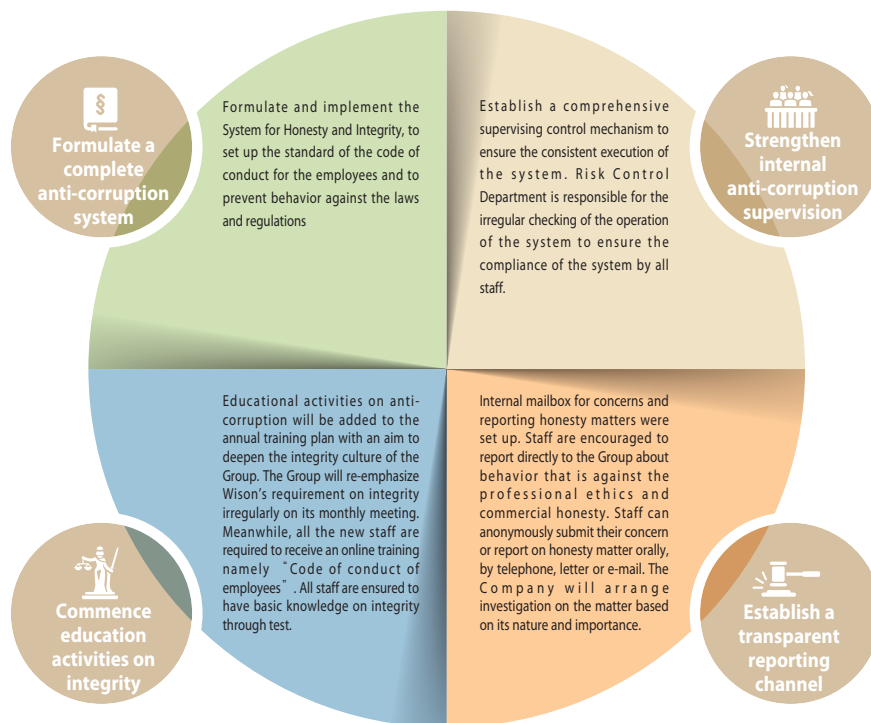 Formulate a
complete
anti-corruption
system
Formulate and implement the
System for Honesty and Integrity, to
set up the standard of the code of
conduct for the employees and to
prevent behavior against the laws
and regulations
Establish a comprehensive
supervising control mechanism to
ensure the consistent execution of
the system. Risk Control
Department is responsible for the
irregular checking of the operation
of the system to ensure the
compliance of the system by all
staff.
Strengthen
internal
anti-corruption
supervision
Commence
education
activities on
integrity
Educational activities on anti-
corruption will be added to the
annual training plan with an aim to
deepen the integrity culture of the
Group. The Group will re-emphasize
Wison's requirement on integrity
irregularly on its monthly meeting.
Meanwhile, all the new staff are
required to receive an online training
namely “Code of conduct of
employees”. All staff are ensured to
have basic knowledge on integrity
through test.
Internal mailbox for concerns and
reporting honesty matters were
set up. Staff are encouraged to
report directly to the Group about
behavior that is against the
professional ethics and
commercial honesty. Staff can
anonymously submit their concern
or report on honesty matter orally,
by telephone, letter or e-mail. The
Company will arrange
investigation on the matter based
on its nature and importance.
Establish a
transparent
reporting
channel